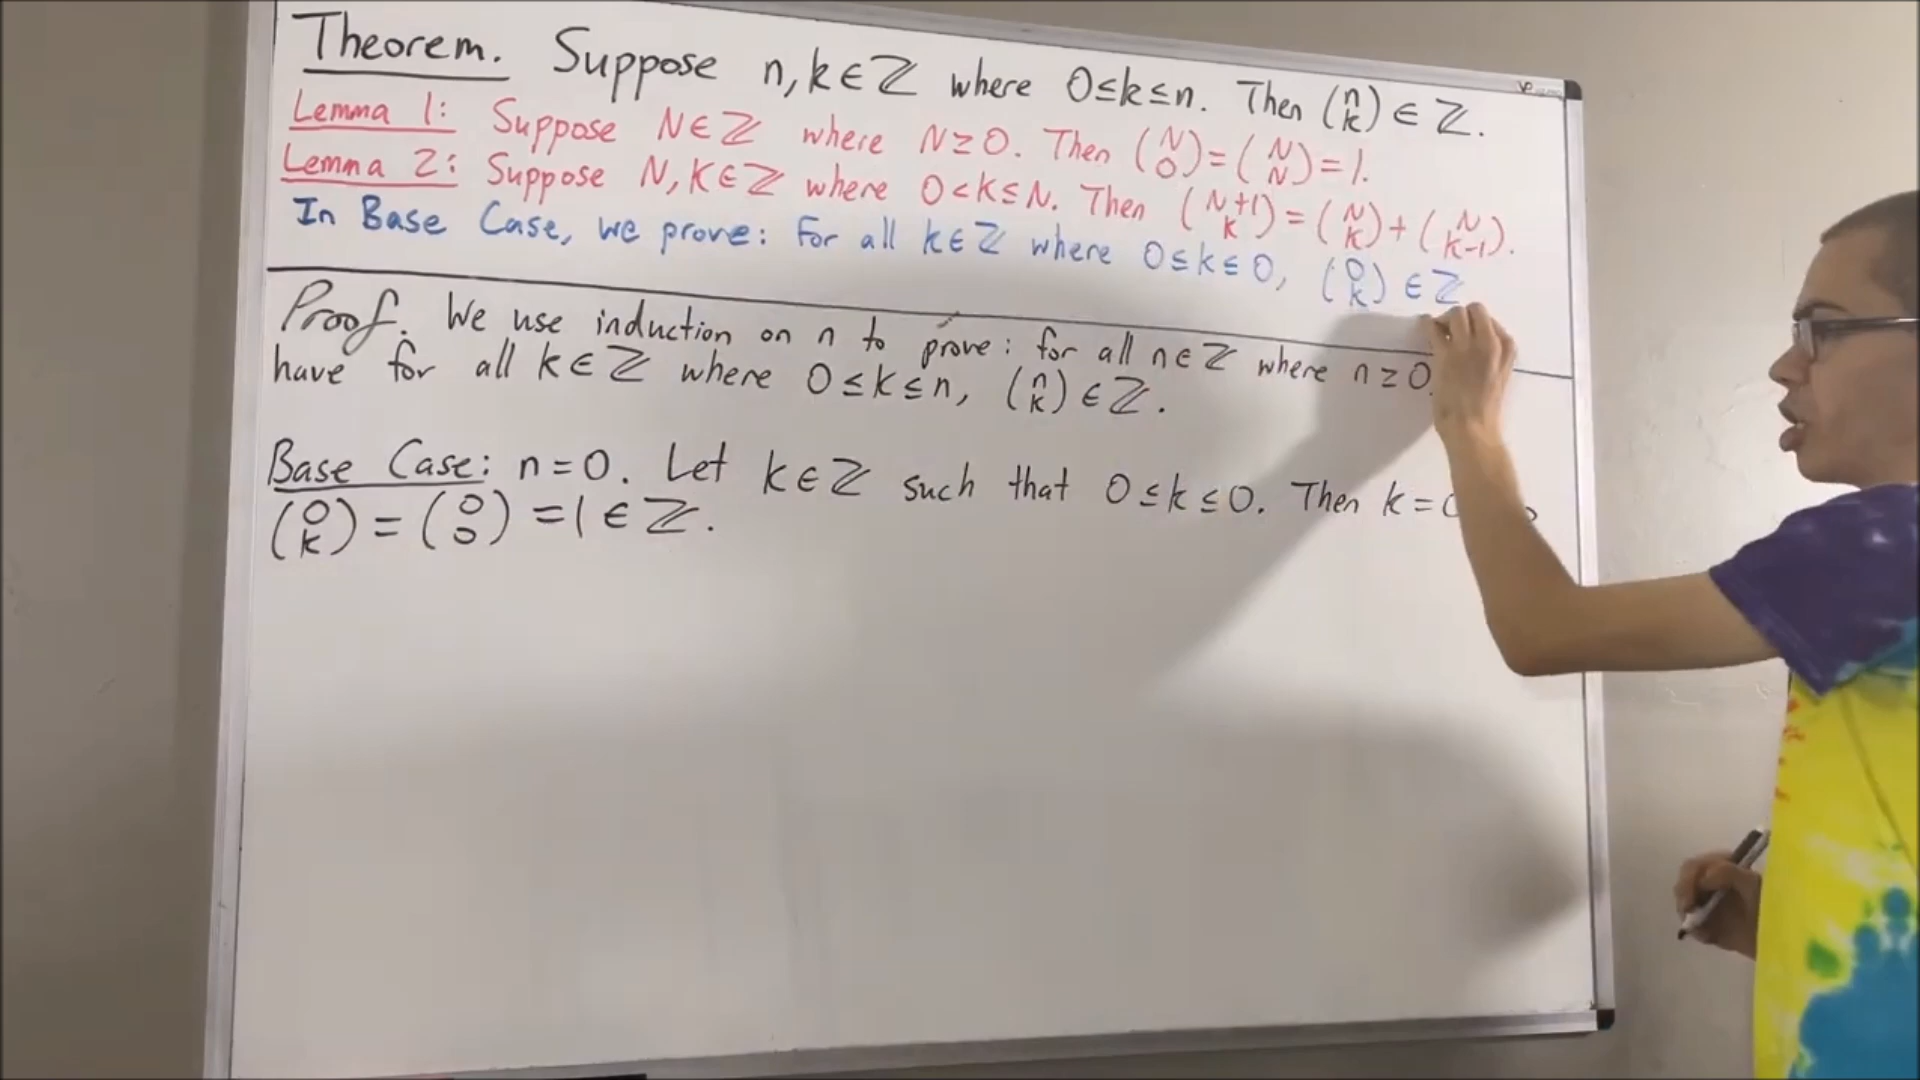 Theorem. Suppose n, k ∈ ℤ where 0 ≤ k ≤ n. Then (n k) ∈ ℤ.
Lemma 1: Suppose N ∈ ℤ where N ≥ 0. Then (N 0) = (N N) = 1.
Lemma 2: Suppose N, K ∈ ℤ where 0 < K ≤ N. Then (N+1 K) = (N K) + (N K-1).
In Base Case, we prove: for all k ∈ ℤ where 0 ≤ k ≤ 0, (0 k) ∈ ℤ
Proof. We use induction on n to prove: for all n ∈ ℤ where n ≥ 0,
have for all k ∈ ℤ where 0 ≤ k ≤ n, (n k) ∈ ℤ.
Base Case: n = 0. Let k ∈ ℤ such that 0 ≤ k ≤ 0. Then k = 0
(0 k) = (0 0) = 1 ∈ ℤ.